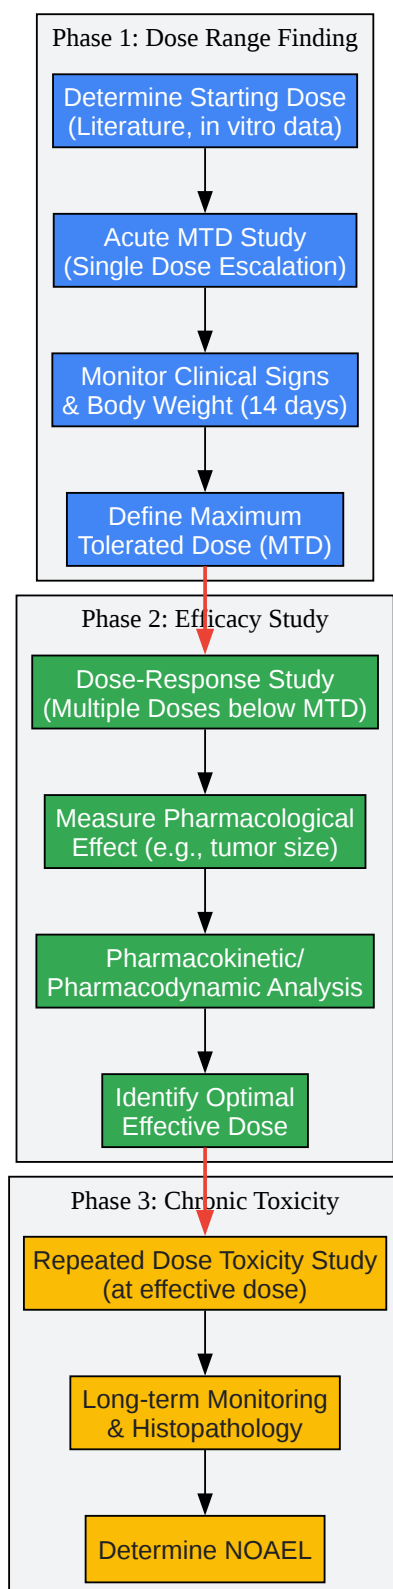 Phase 1: Dose Range Finding
Determine Starting Dose
(Literature, in vitro data)
Acute MTD Study
(Single Dose Escalation)
Monitor Clinical Signs
& Body Weight (14 days)
Define Maximum
Tolerated Dose (MTD)
Phase 2: Efficacy Study
Dose-Response Study
(Multiple Doses below MTD)
Measure Pharmacological
Effect (e.g., tumor size)
Pharmacokinetic/
Pharmacodynamic Analysis
Identify Optimal
Effective Dose
Phase 3: Chronic Toxicity
Repeated Dose Toxicity Study
(at effective dose)
Long-term Monitoring
& Histopathology
Determine NOAEL